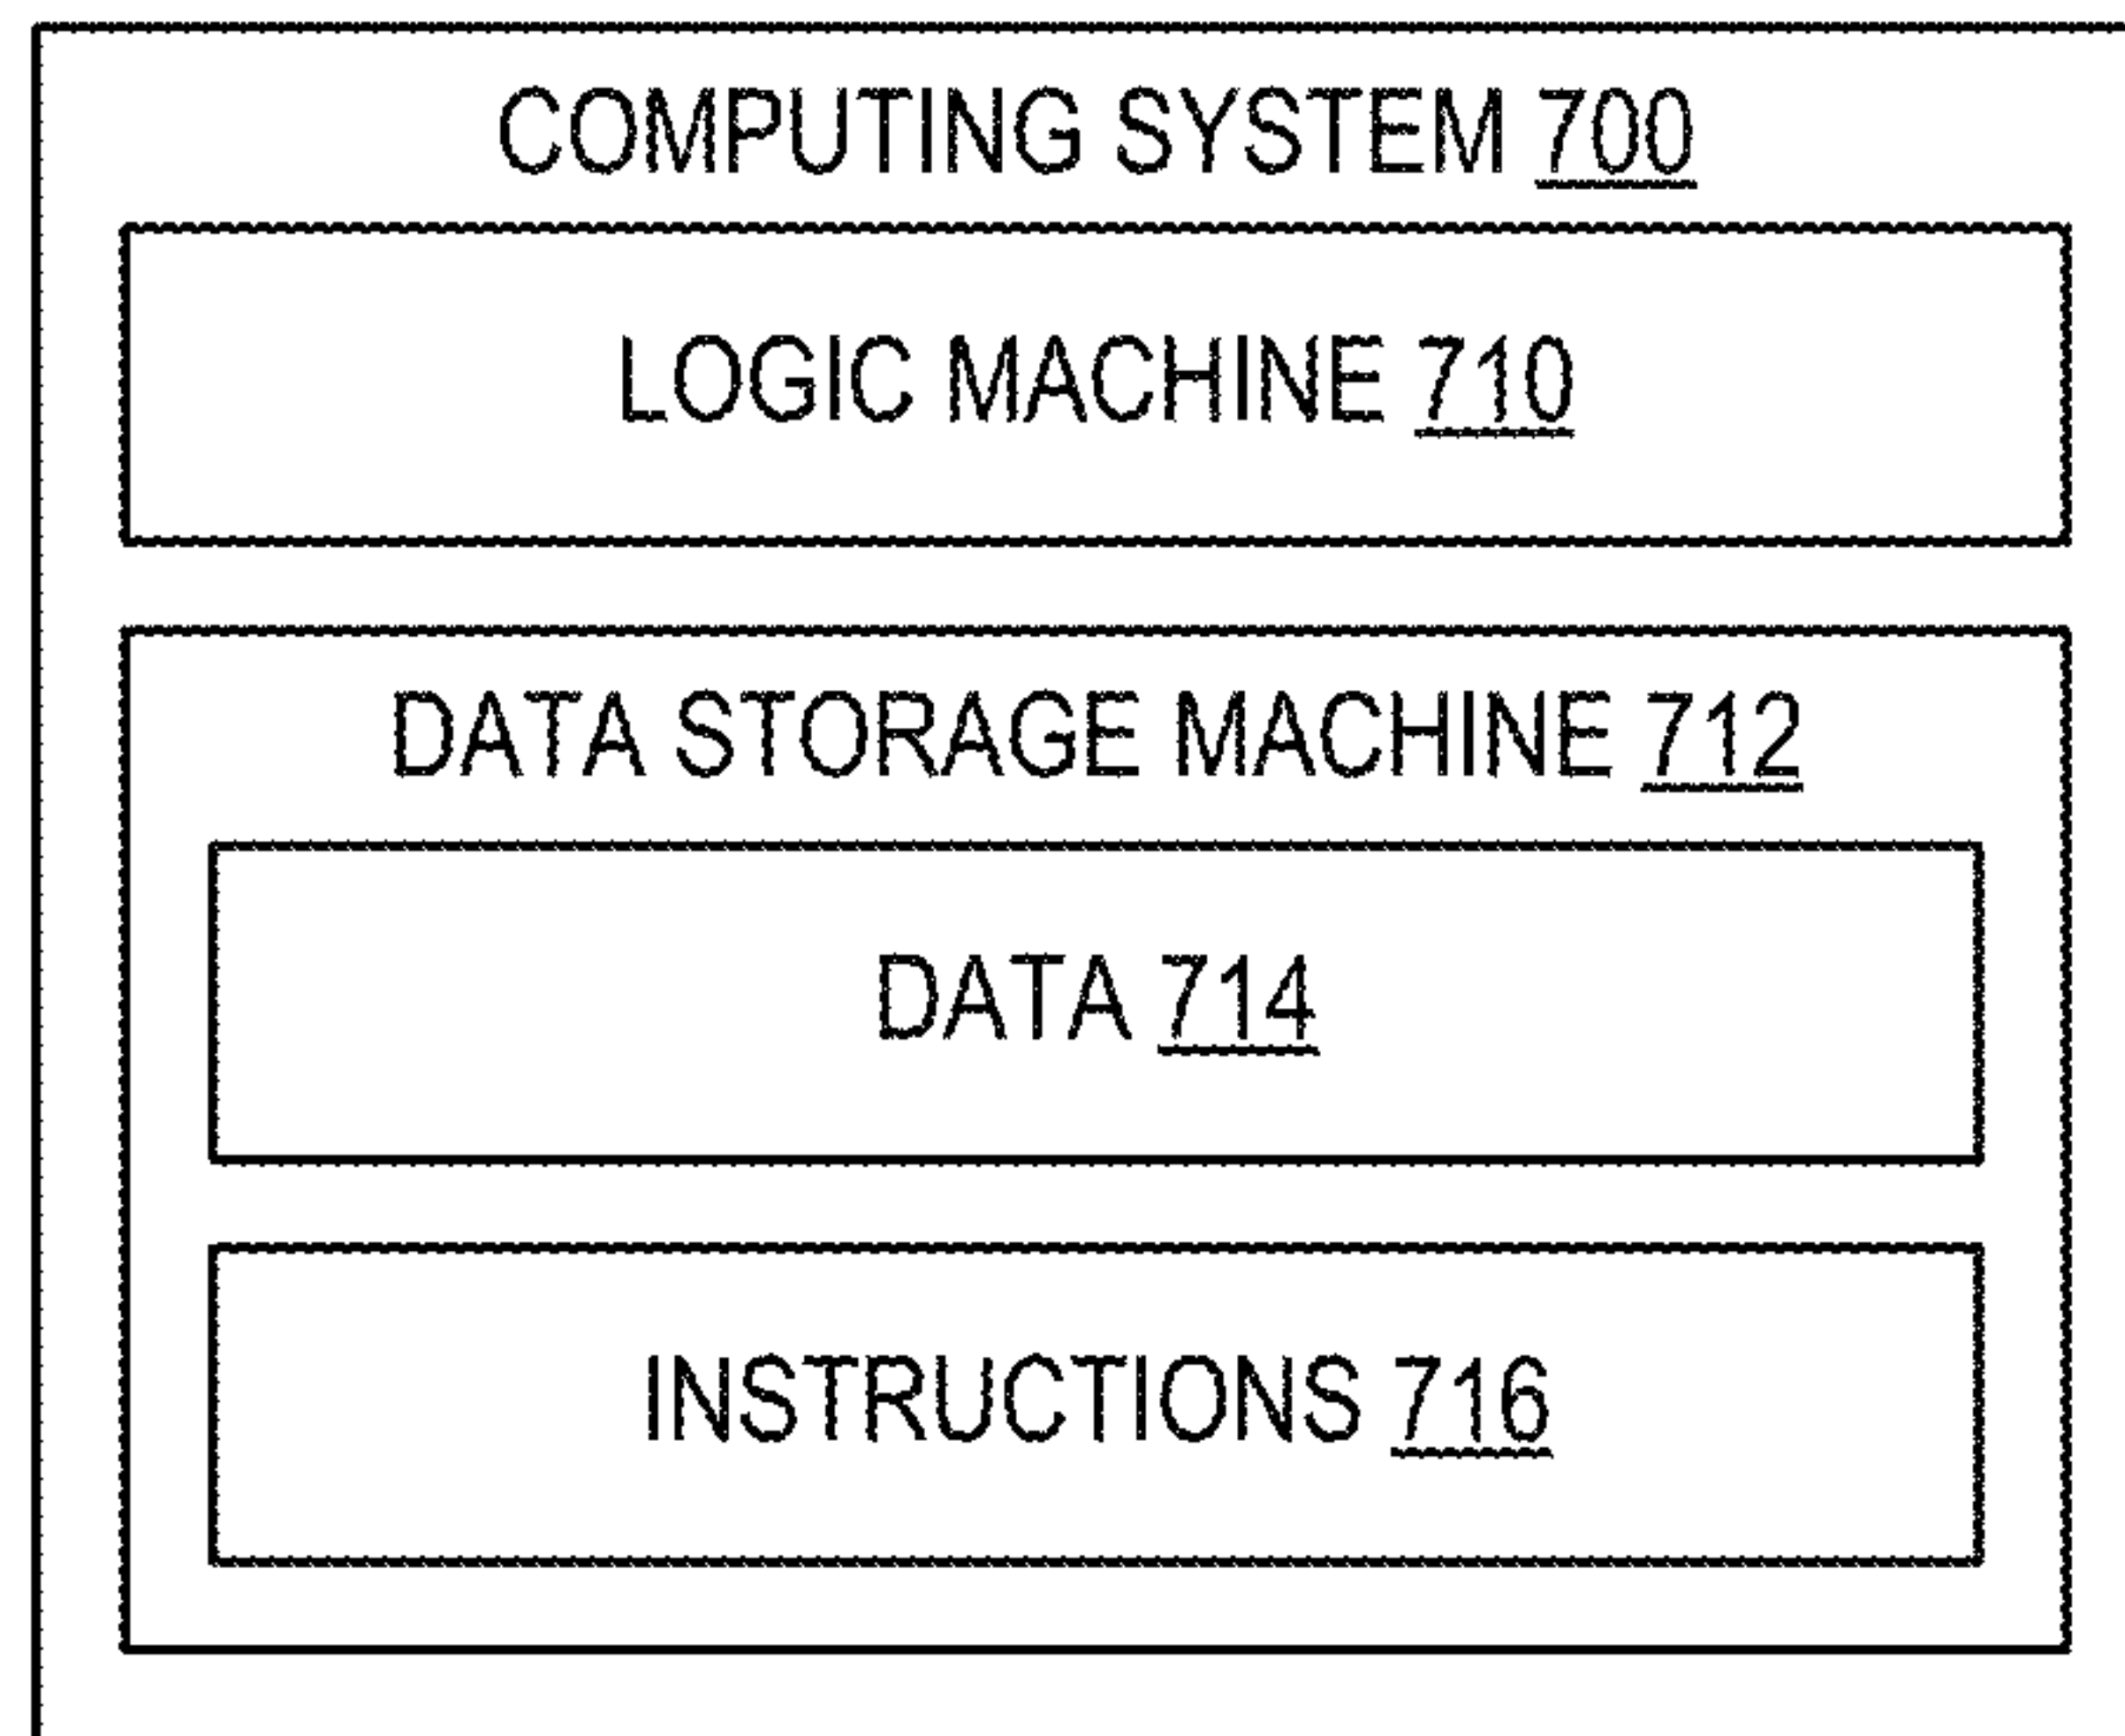 COMPUTING SYSTEM 700
LOGIC MACHINE 710
DATA STORAGE MACHINE 712
DATA 714
INSTRUCTIONS 716